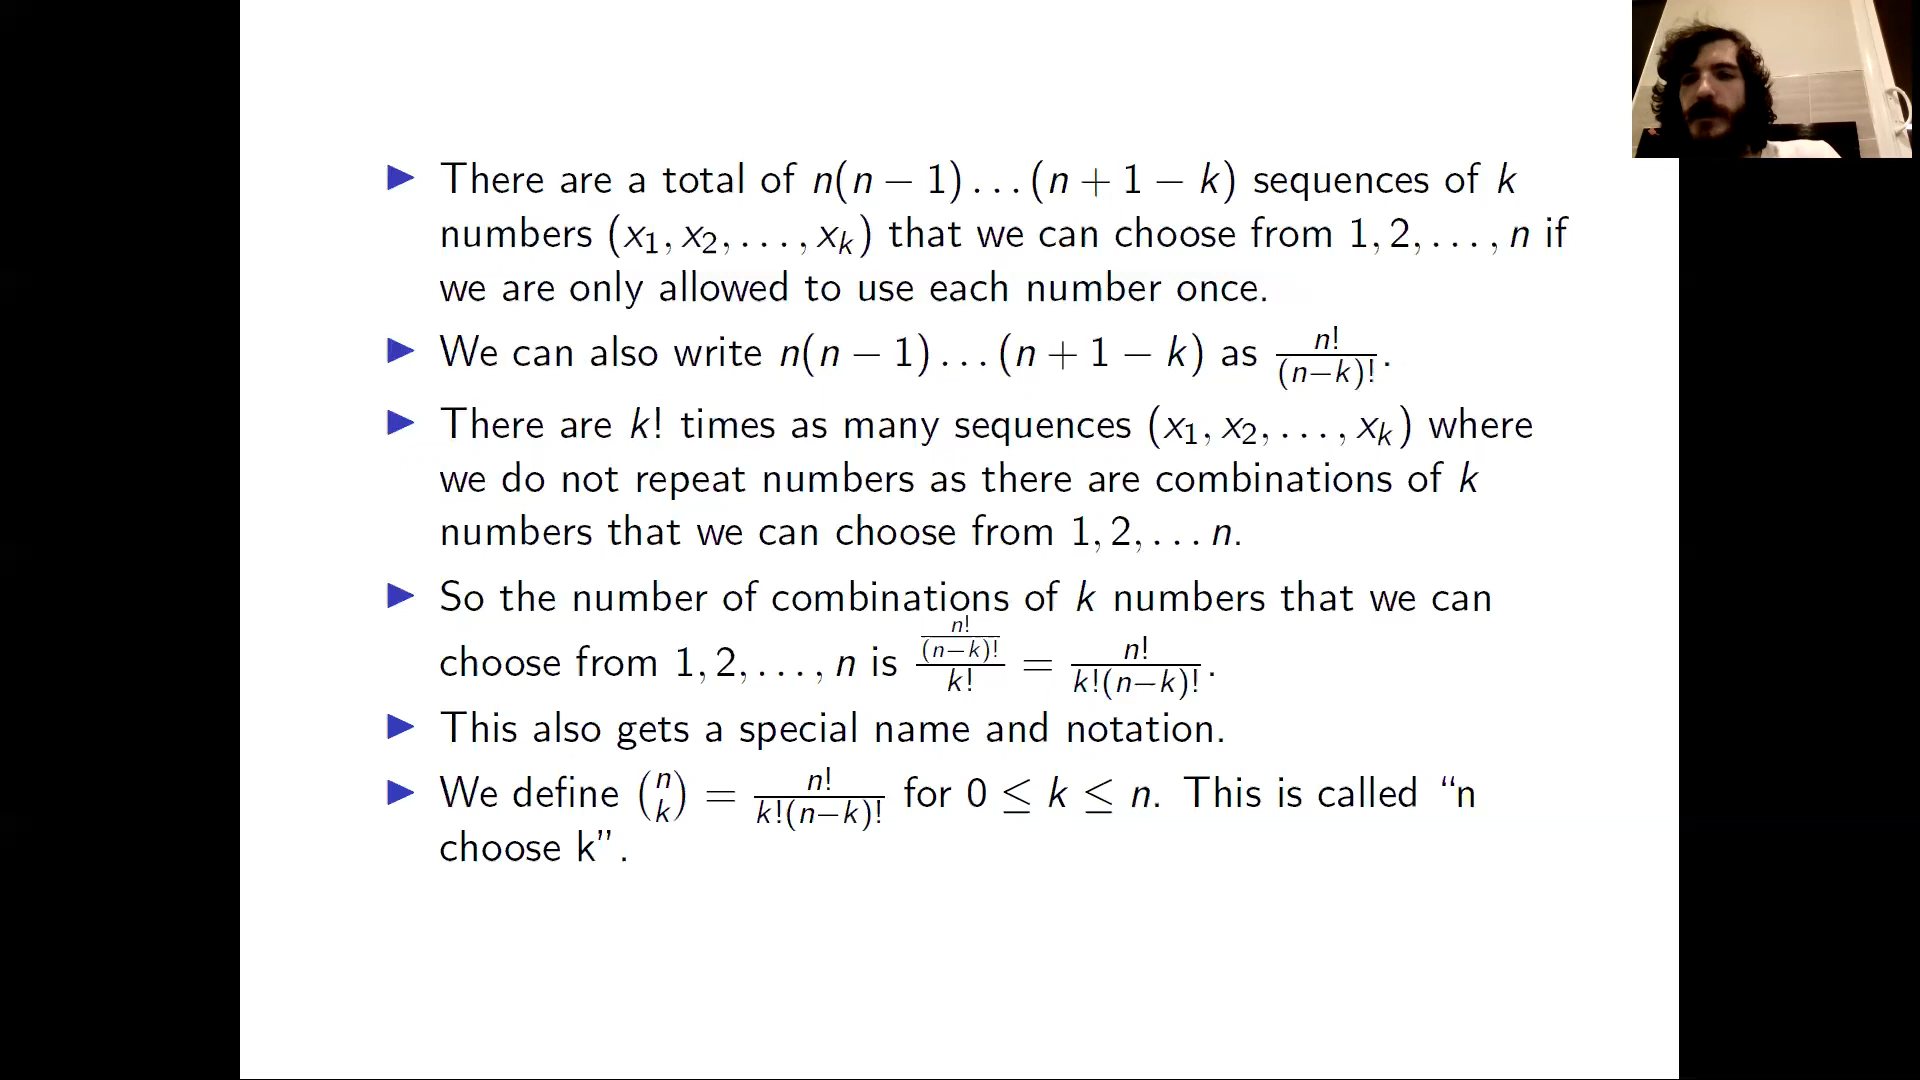 ▶ There are a total of n(n − 1) . . . (n + 1 − k) sequences of k
numbers (x₁, x₂, . . . , xₖ) that we can choose from 1, 2, . . . , n if
we are only allowed to use each number once.
▶ We can also write n(n − 1) . . . (n + 1 − k) as n!/(n−k)!.
▶ There are k! times as many sequences (x₁, x₂, . . . , xₖ) where
we do not repeat numbers as there are combinations of k
numbers that we can choose from 1, 2, . . . n.
▶ So the number of combinations of k numbers that we can
choose from 1, 2, . . . , n is (n!/(n−k)!)/k! = n!/(k!(n−k)!).
▶ This also gets a special name and notation.
▶ We define (n k) = n!/(k!(n−k)!) for 0 ≤ k ≤ n. This is called “n
choose k”.